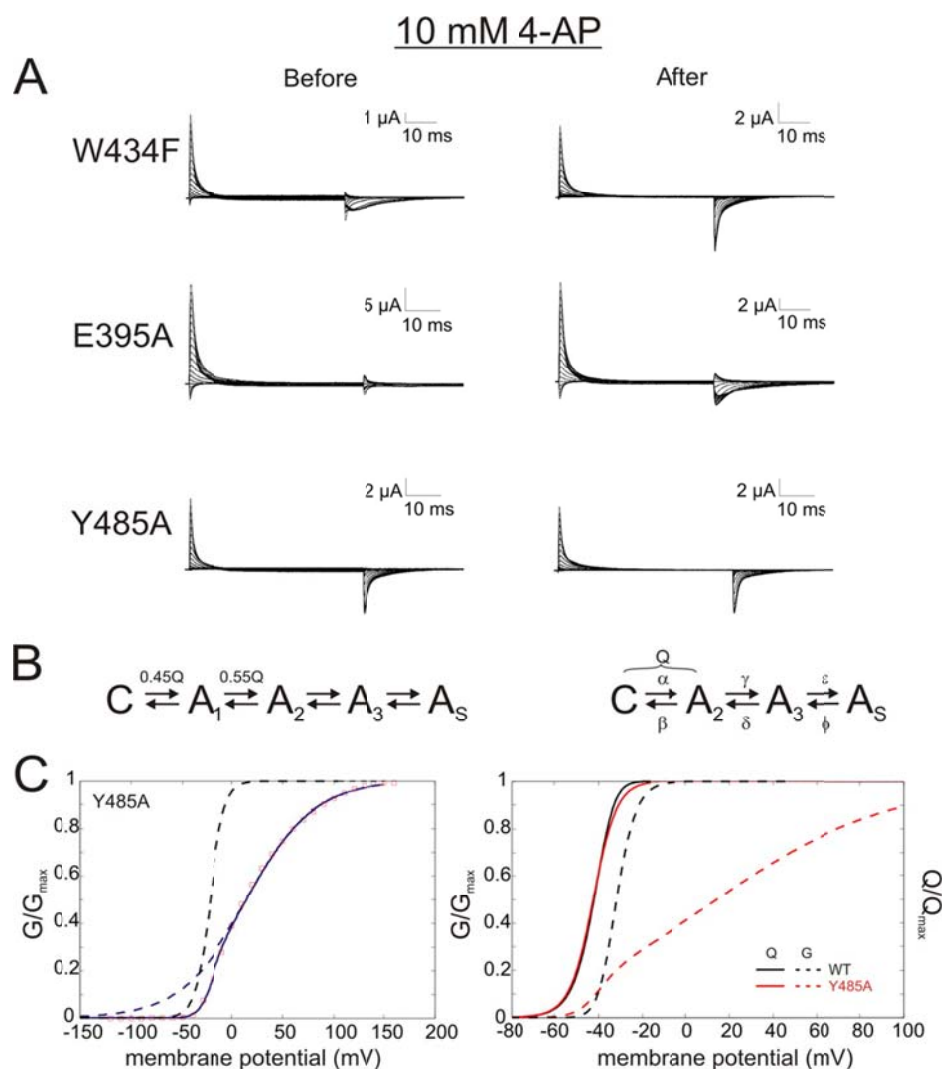 10 mM 4-AP
A
Before
After
W434F
1 µA
10 ms
2 µA
10 ms
E395A
5 µA
10 ms
2 µA
10 ms
Y485A
2 µA
10 ms
2 µA
10 ms
B
0.45Q 0.55Q
C A1 A2 A3 AS
Q
α γ ε
C A2 A3 AS
β δ ϕ
C
Y485A
G/Gmax
1
0.8
0.6
0.4
0.2
0
-150 -100 -50 0 50 100 150 200
membrane potential (mV)
G/Gmax
1
0.8
0.6
0.4
0.2
0
Q G
WT
Y485A
Q/Qmax
-80 -60 -40 -20 0 20 40 60 80 100
membrane potential (mV)